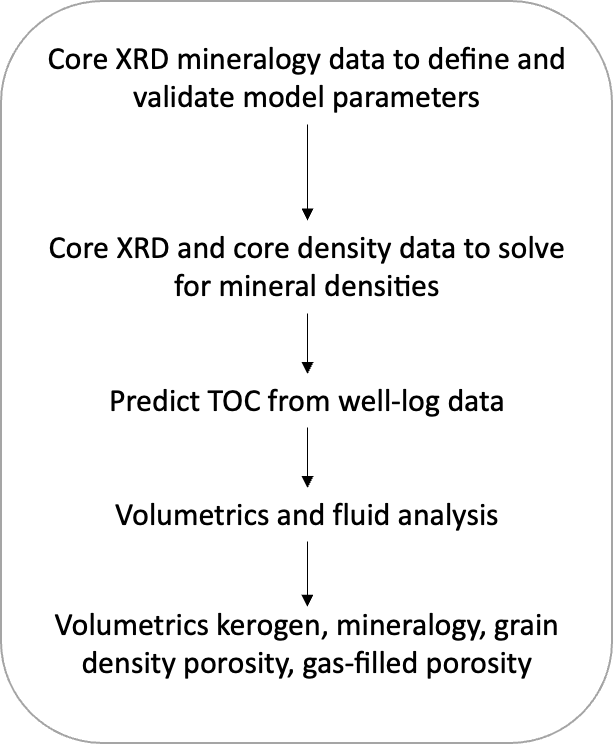 Core XRD mineralogy data to define and
validate model parameters
Core XRD and core density data to solve
for mineral densities
Predict TOC from well-log data
Volumetrics and fluid analysis
Volumetrics kerogen, mineralogy, grain
density porosity, gas-filled porosity